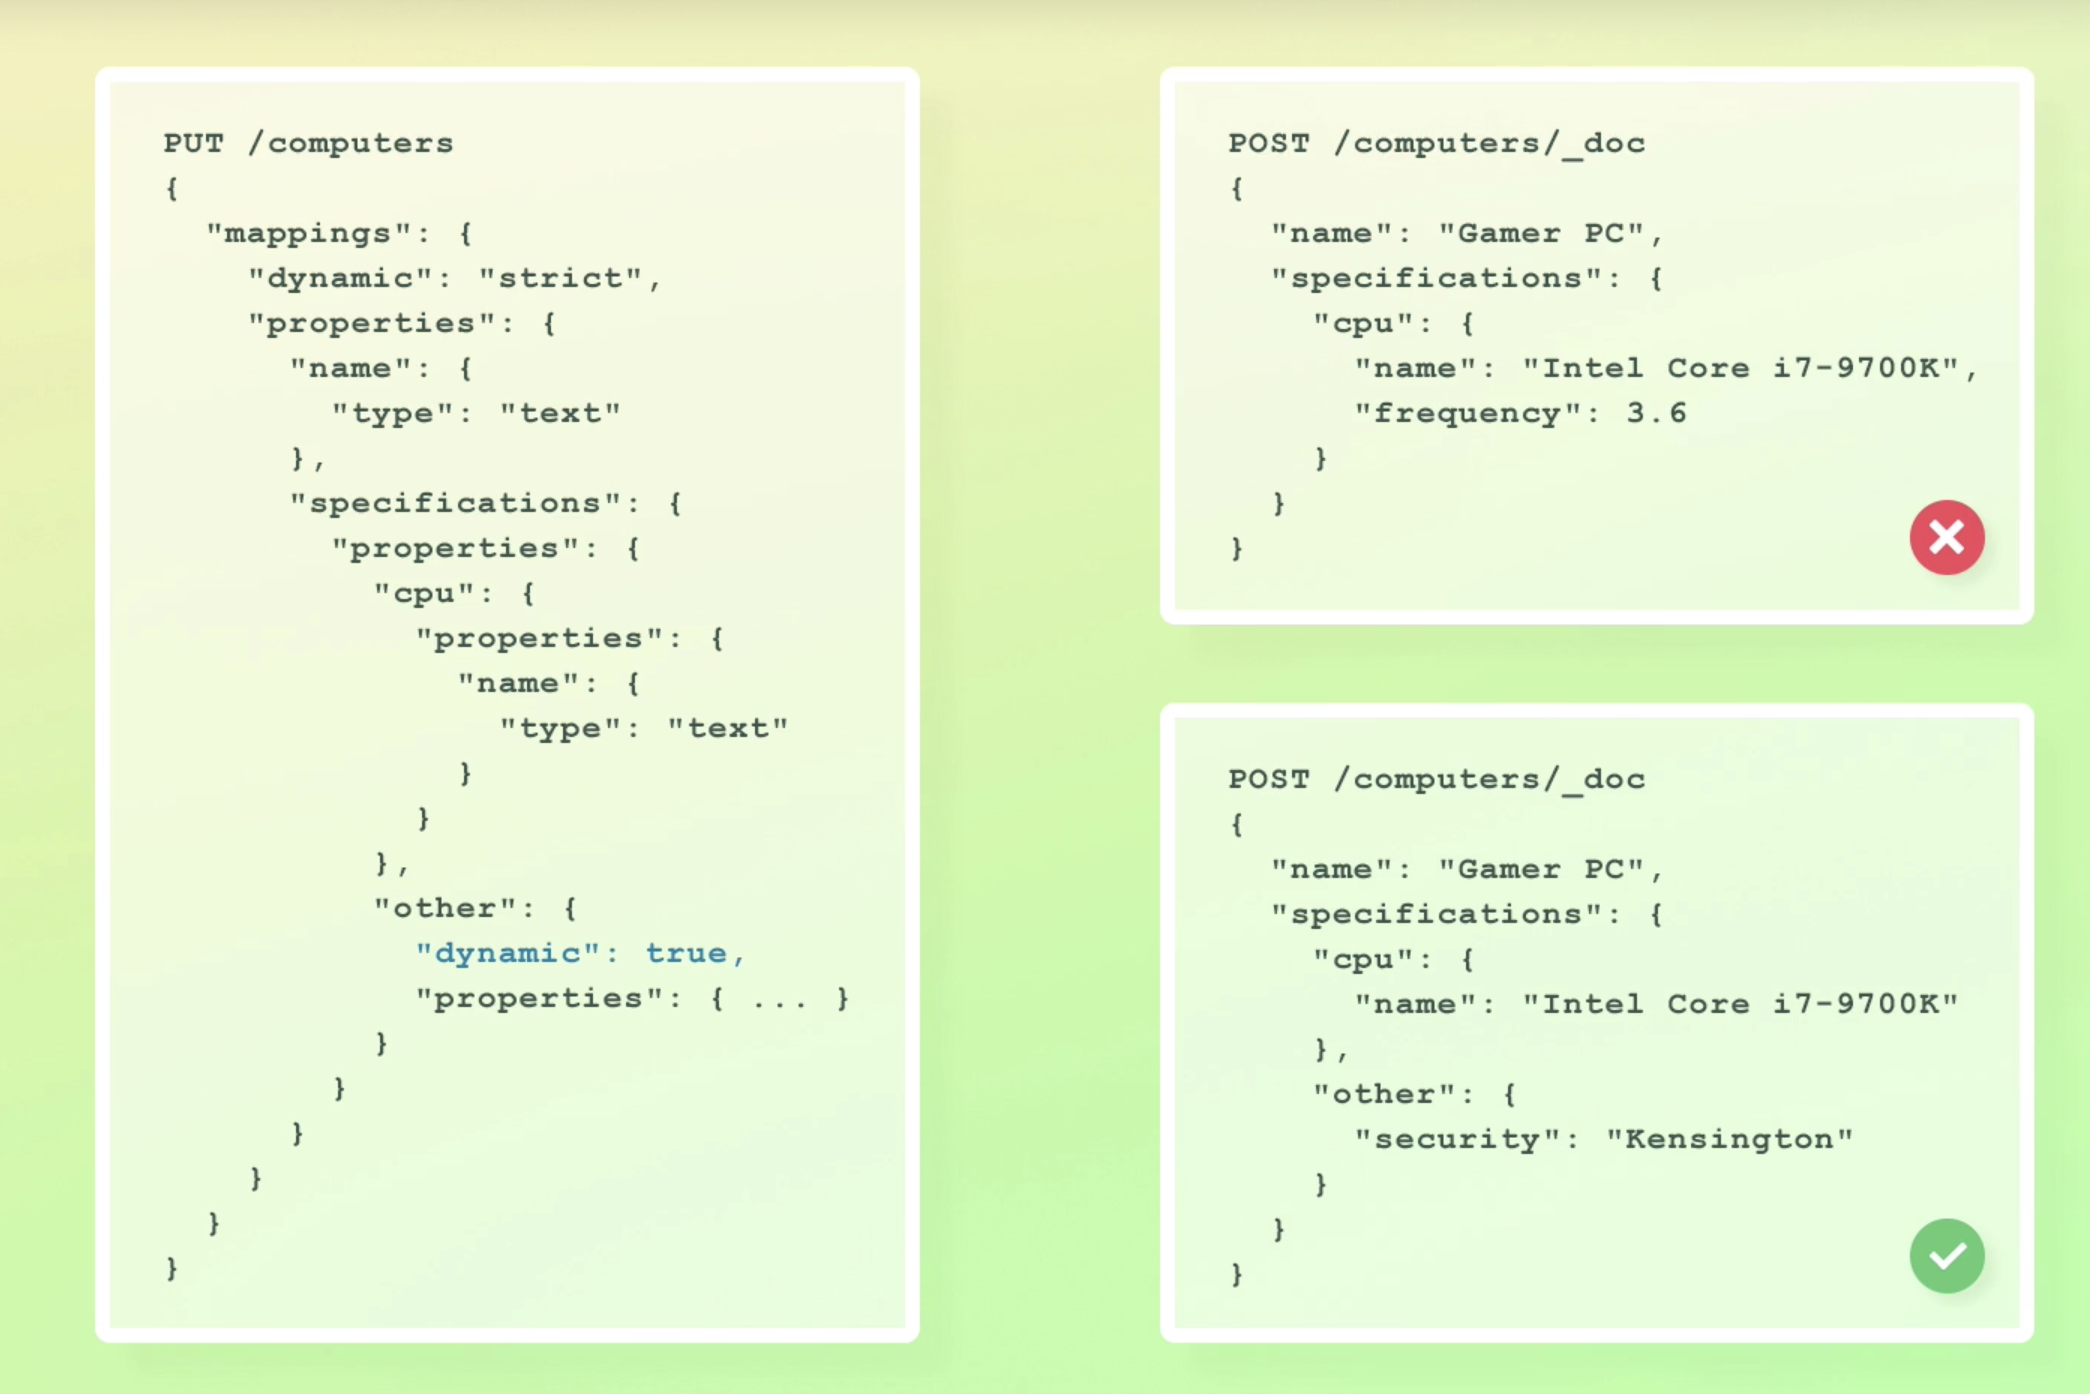 PUT /computers
{
  "mappings": {
    "dynamic": "strict",
    "properties": {
      "name": {
        "type": "text"
      },
      "specifications": {
        "properties": {
          "cpu": {
            "properties": {
              "name": {
                "type": "text"
              }
            }
          },
          "other": {
            "dynamic": true,
            "properties": { ... }
          }
        }
      }
    }
  }
}
POST /computers/_doc
{
  "name": "Gamer PC",
  "specifications": {
    "cpu": {
      "name": "Intel Core i7-9700K",
      "frequency": 3.6
    }
  }
}
POST /computers/_doc
{
  "name": "Gamer PC",
  "specifications": {
    "cpu": {
      "name": "Intel Core i7-9700K"
    },
    "other": {
      "security": "Kensington"
    }
  }
}